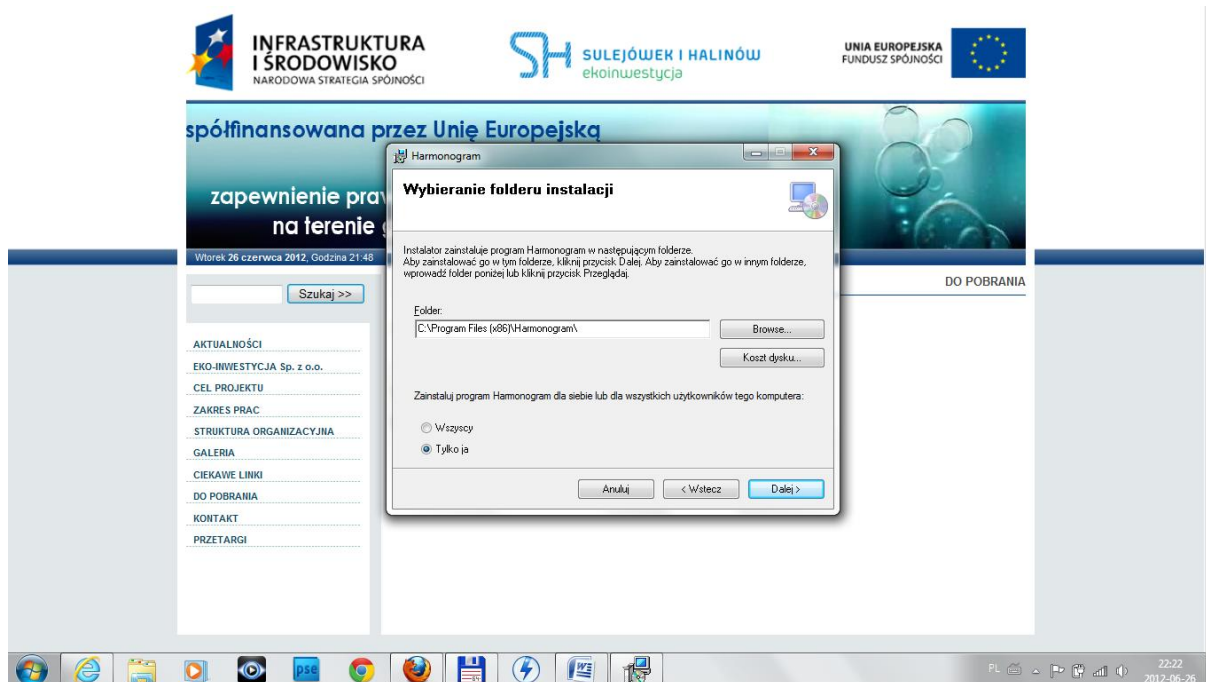 INFRASTRUKTURA
I ŚRODOWISKO
NARODOWA STRATEGIA SPÓJNOŚCI
SH
SULEJÓWEK I HALINÓW
ekoinwestycja
UNIA EUROPEJSKA
FUNDUSZ SPÓJNOŚCI
spółfinansowana przez Unię Europejską
zapewnienie
na terenie
Wtorek 26 czerwca 2012, Godzina 21:48
Szukaj >>
DO POBRANIA
AKTUALNOŚCI
EKO-INWESTYCJA Sp. z o.o.
CEL PROJEKTU
ZAKRES PRAC
STRUKTURA ORGANIZACYJNA
GALERIA
CIEKAWE LINKI
DO POBRANIA
KONTAKT
PRZETARGI
Harmonogram
Wybieranie folderu instalacji
Instalator zainstaluje program Harmonogram w następującym folderze.
Aby zainstalować go w tym folderze, kliknij przycisk Dalej. Aby zainstalować go w innym folderze,
wprowadź folder poniżej lub kliknij przycisk Przeglądaj.
Folder:
C:\Program Files (x86)\Harmonogram\
Browse...
Koszt dysku...
Zainstaluj program Harmonogram dla siebie lub dla wszystkich użytkowników tego komputera:
Wszyscy
Tylko ja
Anuluj
< Wstecz
Dalej >
pse
PL
22:22
2012-06-26